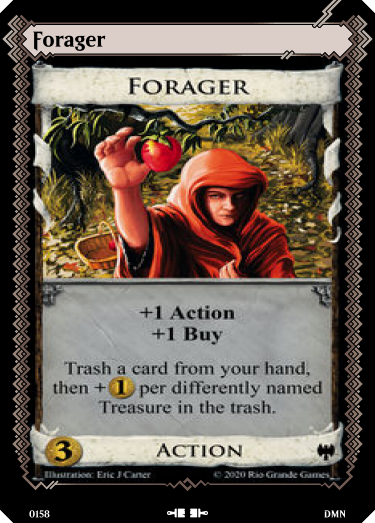 Forager
FORAGER
+1 Action
+1 Buy
Trash a card from your hand,
then + 1 per differently named
Treasure in the trash.
3 ACTION
Illustration: Eric J Carter © 2020 Rio Grande Games
0158 DMN